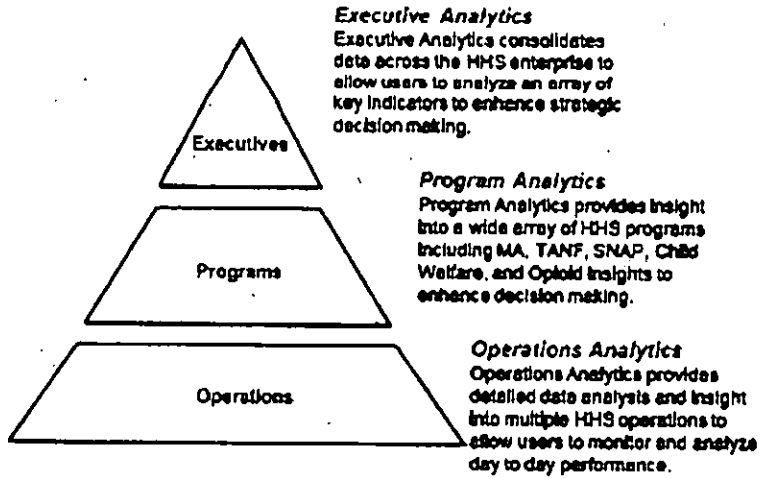 Executive Analytics
Executive Analytics consolidates
data across the HHS enterprise to
allow users to analyze an array of
key indicators to enhance strategic
decision making.
Executives
Program Analytics
Program Analytics provides insight
into a wide array of HHS programs
including MA, TANF, SNAP, Child
Welfare, and Opioid Insights to
enhance decision making.
Programs
Operations Analytics
Operations Analytics provides
detailed data analysis and insight
into multiple HHS operations to
allow users to monitor and analyze
day to day performance.
Operations